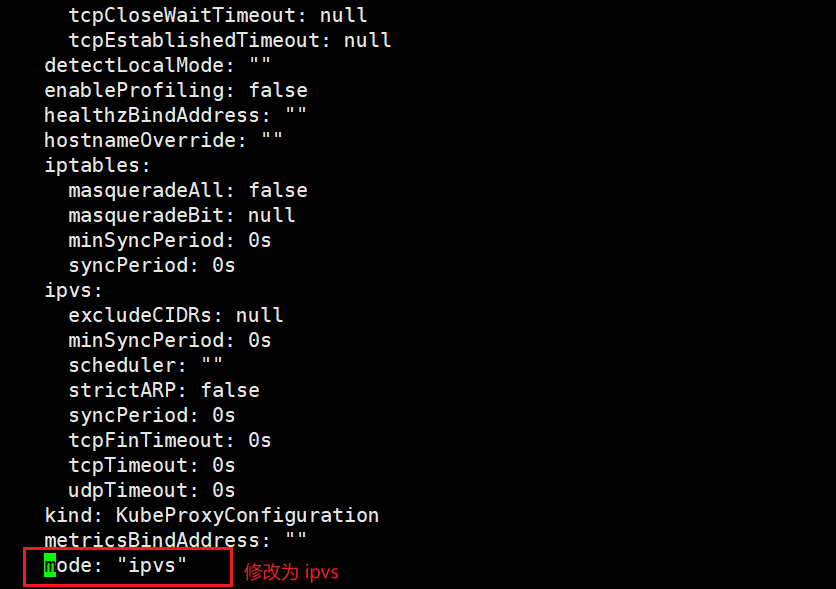 tcpCloseWaitTimeout: null
tcpEstablishedTimeout: null
detectLocalMode: ""
enableProfiling: false
healthzBindAddress: ""
hostnameOverride: ""
iptables:
masqueradeAll: false
masqueradeBit: null
minSyncPeriod: 0s
syncPeriod: 0s
ipvs:
excludeCIDRs: null
minSyncPeriod: 0s
scheduler: ""
strictARP: false
syncPeriod: 0s
tcpFinTimeout: 0s
tcpTimeout: 0s
udpTimeout: 0s
kind: KubeProxyConfiguration
metricsBindAddress: ""
mode: "ipvs" 修改为 ipvs